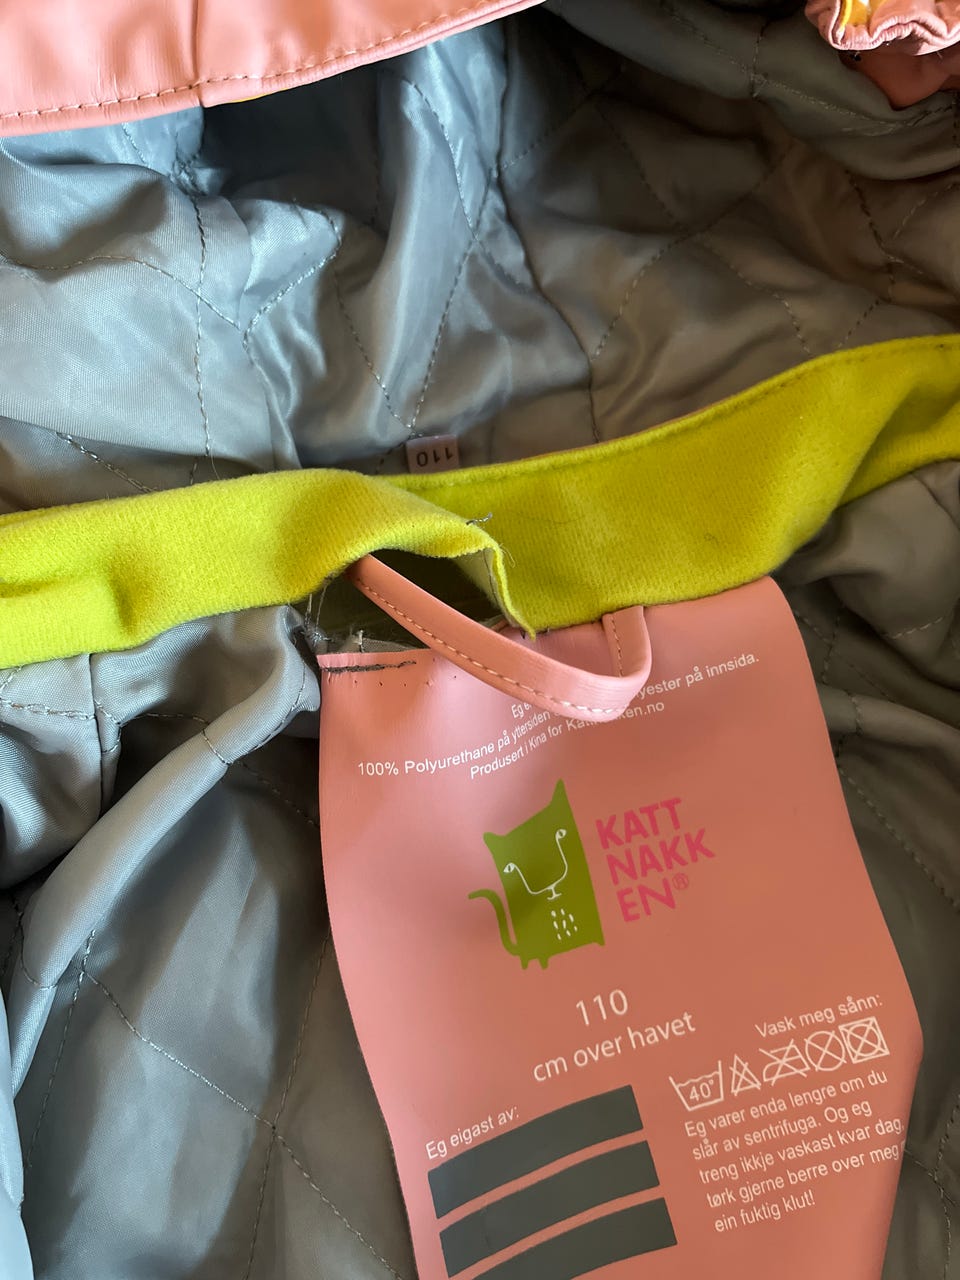 110
Eg
yester på innsida.
100% Polyurethane på yttersiden
Produsert i Kina for Kattnakken.no
KATT
NAKK
EN®
110
cm over havet
Vask meg sånn:
40°
Eg varer enda lengre om du
slår av sentrifuga. Og eg
treng ikkje vaskast kvar dag,
tørk gjerne berre over meg
ein fuktig klut!
Eg eigast av: